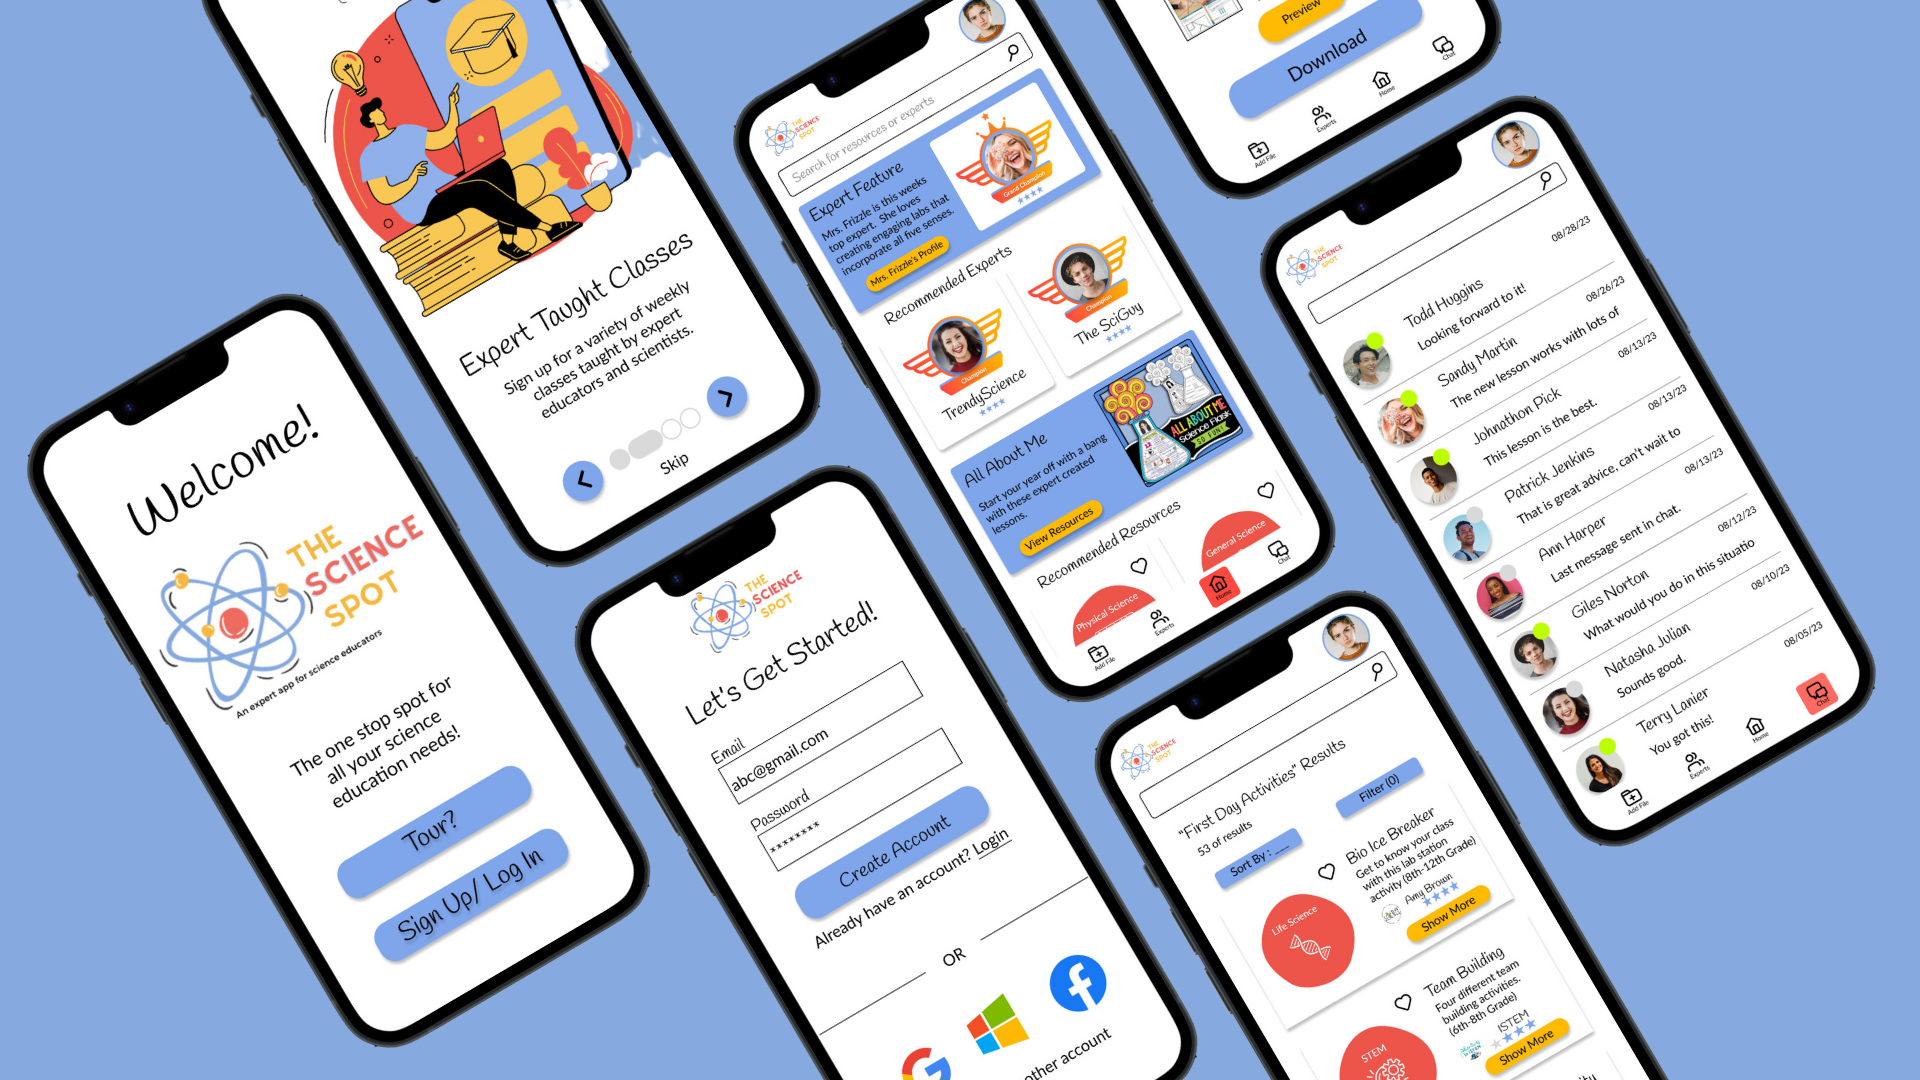 Welcome!
THE
SCIENCE
SPOT
An expert app for science educators
The one stop spot for
all your science
education needs!
Tour?
Sign Up/ Log In
Expert Taught Classes
Sign up for a variety of weekly
classes taught by expert
educators and scientists.
Skip
THE
SCIENCE
SPOT
Let's Get Started!
Email
abc@gmail.com
Password
********
Create Account
Already have an account? Login
OR
other account
THE
SCIENCE
SPOT
Search for resources or experts
Expert Feature
Mrs. Frizzle is this weeks
top expert. She loves
creating engaging labs that
incorporate all five senses.
Mrs. Frizzle's Profile
Grand Champion
Recommended Experts
Champion
TrendyScience
Champion
The SciGuy
All About Me
Start your year off with a bang
with these expert created
lessons.
View Resources
ALL ABOUT ME
Science Flask
SO FUN!
Recommended Resources
Physical Science
General Science
Add File
Experts
Home
Chat
Preview
Download
Add File
Experts
Home
Chat
THE
SCIENCE
SPOT
"First Day Activities" Results
53 of results
Filter (0)
Sort By : __
Life Science
Bio Ice Breaker
Get to know your class
with this lab station
activity (8th-12th Grade)
Amy Brown
Show More
STEM
Team Building
Four different team
building activities.
(6th-8th Grade)
ISTEM
Show More
THE
SCIENCE
SPOT
08/28/23
Todd Huggins
Looking forward to it!
08/26/23
Sandy Martin
The new lesson works with lots of
08/13/23
Johnathon Pick
This lesson is the best.
08/13/23
Patrick Jenkins
That is great advice, can't wait to
08/13/23
Ann Harper
Last message sent in chat.
08/12/23
Giles Norton
What would you do in this situatio
08/10/23
Natasha Julian
Sounds good.
08/05/23
Terry Lanier
You got this!
Add File
Experts
Home
Chat